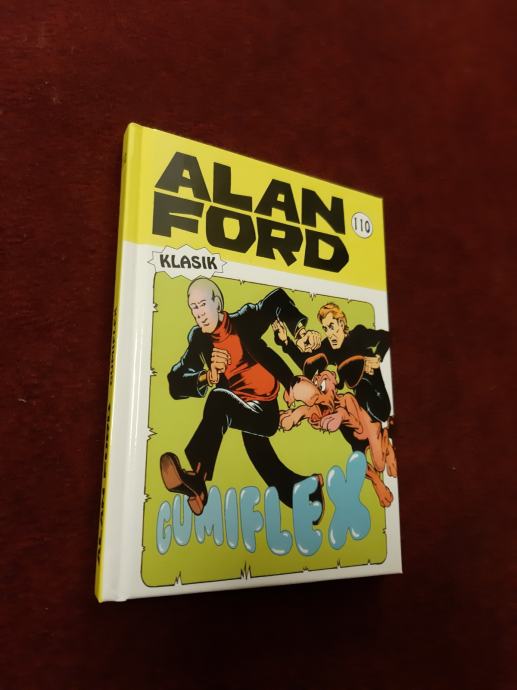 ALAN
FORD
110
KLASIK
GUMIFLEX